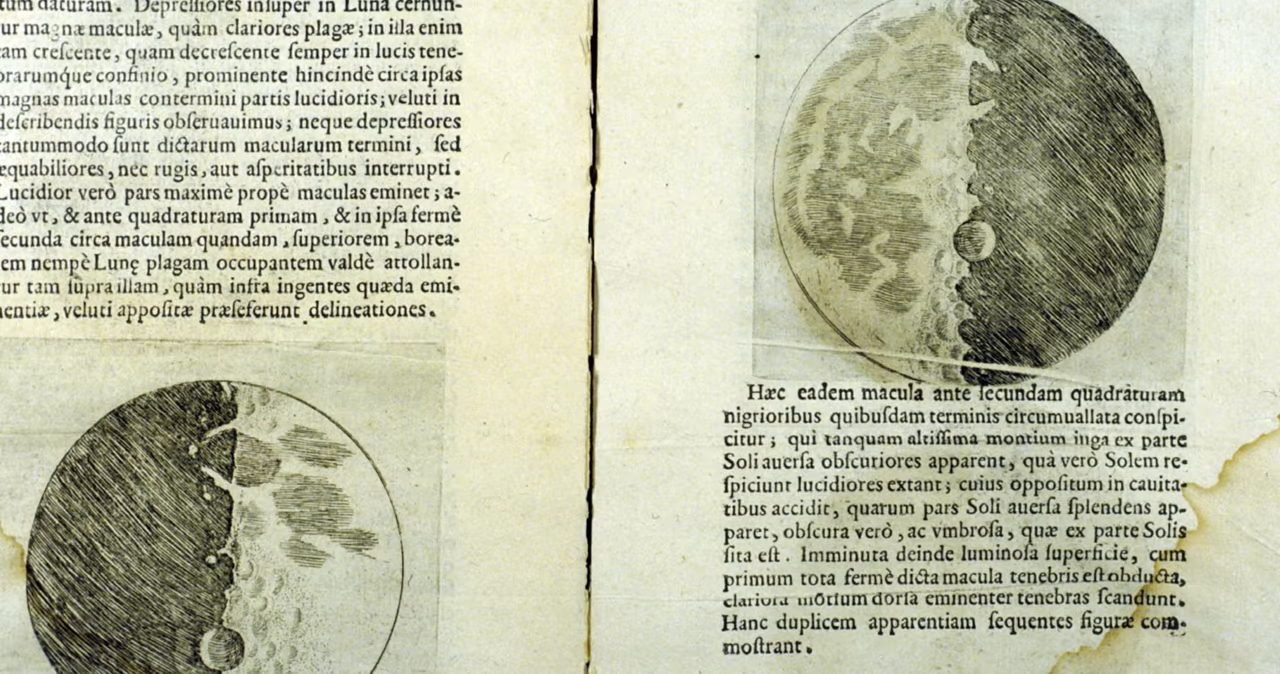 daturam. Depreſſiores inſuper in Luna cernun-
ur magnæ maculæ, quàm clariores plagæ; in illa enim
tam creſcente, quam decreſcente ſemper in lucis tene-
brarumq́ue confinio, prominente hincindè circa ipſas
magnas maculas contermini partis lucidioris; veluti in
deſcribendis figuris obſeruauimus; neque depreſſiores
tantummodo ſunt dictarum macularum termini, ſed
æquabiliores, nec rugis, aut aſperitatibus interrupti.
Lucidior verò pars maximè propè maculas eminet; a-
deò vt, & ante quadraturam primam, & in ipſa fermè
ſecunda circa maculam quandam, ſuperiorem, borea-
em nempè Lunę plagam occupantem valdè attollan-
ur tam ſupra illam, quàm infra ingentes quæda emi-
nentiæ, veluti appoſitæ præſeferunt delineationes.
Hæc eadem macula ante ſecundam quadraturam
nigrioribus quibuſdam terminis circumuallata conſpi-
citur; qui tanquam altiſſima montium iuga ex parte
Soli auerſa obſcuriores apparent, quà verò Solem re-
ſpiciunt lucidiores extant; cuius oppoſitum in cauita-
tibus accidit, quarum pars Soli auerſa ſplendens ap-
paret, obſcura verò, ac vmbroſa, quæ ex parte Solis
ſita eſt. Imminuta deinde luminoſa ſuperficie, cum
primum tota fermè dicta macula tenebris eſt obducta,
clariora mõtium dorſa eminenter tenebras ſcandunt.
Hanc duplicem apparentiam ſequentes figuræ com-
moſtrant.